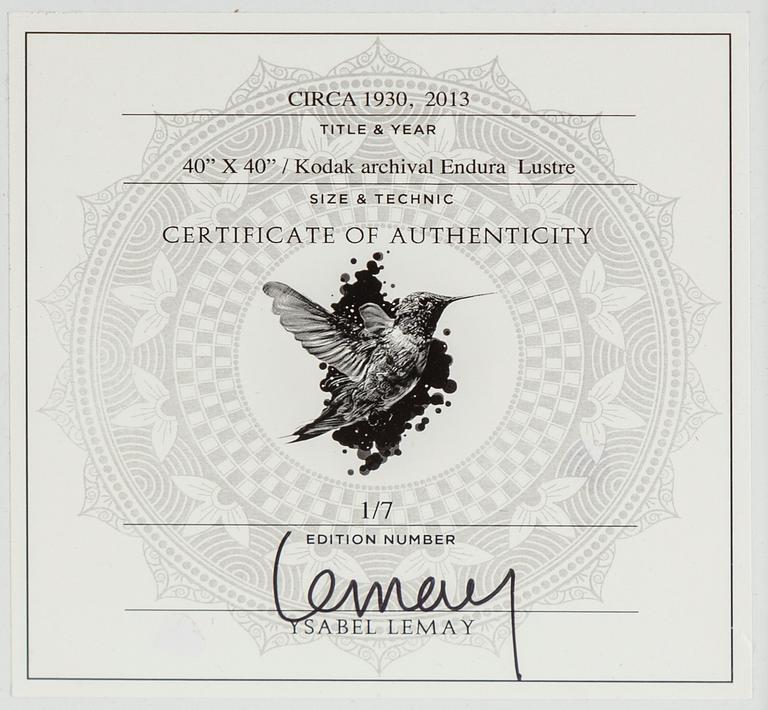 CIRCA 1930, 2013
TITLE & YEAR
40” X 40” / Kodak archival Endura Lustre
SIZE & TECHNIC
CERTIFICATE OF AUTHENTICITY
1/7
EDITION NUMBER
Lemay
YSABEL LEMAY